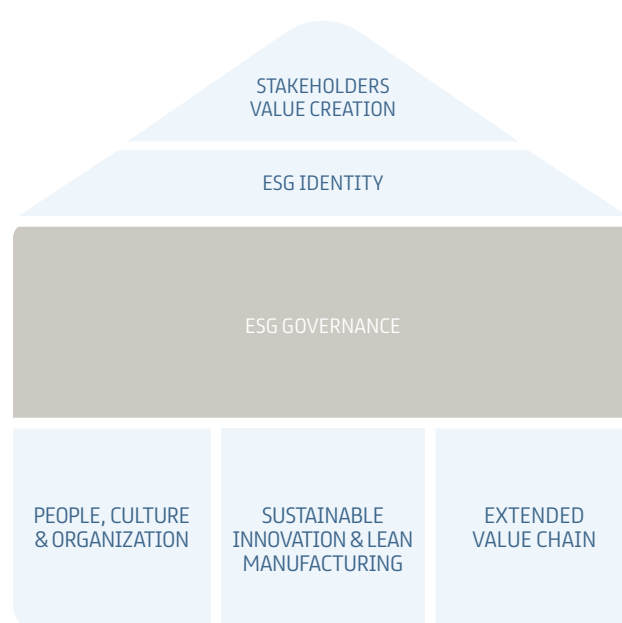 STAKEHOLDERS
VALUE CREATION
ESG IDENTITY
ESG GOVERNANCE
PEOPLE, CULTURE
& ORGANIZATION
SUSTAINABLE
INNOVATION & LEAN
MANUFACTURING
EXTENDED
VALUE CHAIN